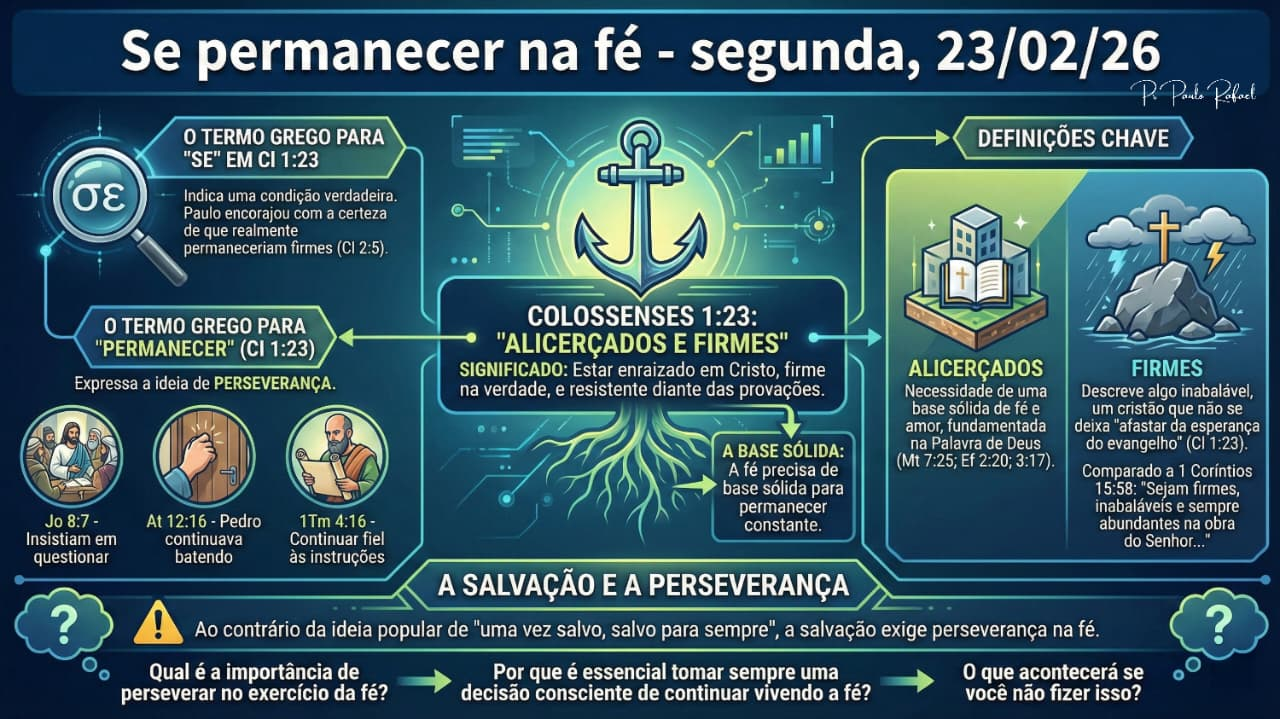 Se permanecer na fé - segunda, 23/02/26
Pr Paulo Rafael
σε
O TERMO GREGO PARA
"SE" EM Cl 1:23
Indica uma condição verdadeira.
Paulo encorajou com a certeza
de que realmente
permaneceriam firmes (Cl 2:5).
O TERMO GREGO PARA
"PERMANECER" (Cl 1:23)
Expressa a ideia de PERSEVERANÇA.
Jo 8:7 -
Insistiam em
questionar
At 12:16 - Pedro
continuava
batendo
1Tm 4:16 -
Continuar fiel
às instruções
COLOSSENSES 1:23:
"ALICERÇADOS E FIRMES"
SIGNIFICADO: Estar enraizado em Cristo, firme
na verdade, e resistente diante das provações.
A BASE SÓLIDA:
A fé precisa de
base sólida para
permanecer
constante.
DEFINIÇÕES CHAVE
ALICERÇADOS
Necessidade de uma
base sólida de fé e
amor, fundamentada
na Palavra de Deus
(Mt 7:25; Ef 2:20; 3:17).
FIRMES
Descreve algo inabalável,
um cristão que não se
deixa "afastar da esperança
do evangelho" (Cl 1:23).
Comparado a 1 Coríntios
15:58: "Sejam firmes,
inabaláveis e sempre
abundantes na obra
do Senhor..."
A SALVAÇÃO E A PERSEVERANÇA
?
!
Ao contrário da ideia popular de "uma vez salvo, salvo para sempre", a salvação exige perseverança na fé.
?
Qual é a importância de
perseverar no exercício da fé?
Por que é essencial tomar sempre uma
decisão consciente de continuar vivendo a fé?
O que acontecerá se
você não fizer isso?